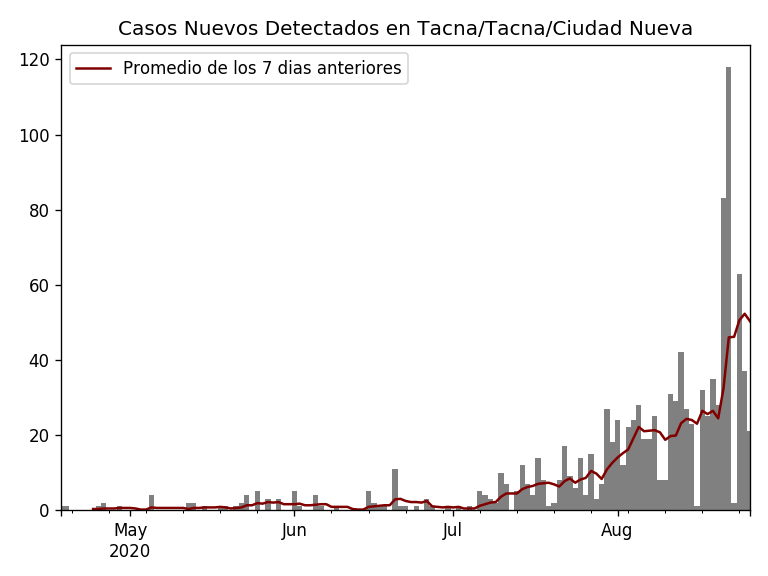 Casos Nuevos Detectados en Tacna/Tacna/Ciudad Nueva
Promedio de los 7 dias anteriores
120
100
80
60
40
20
0
May
2020
Jun
Jul
Aug